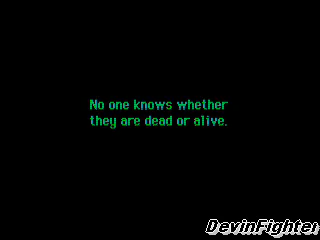 No one knows whether
they are dead or alive.
DevinFighter